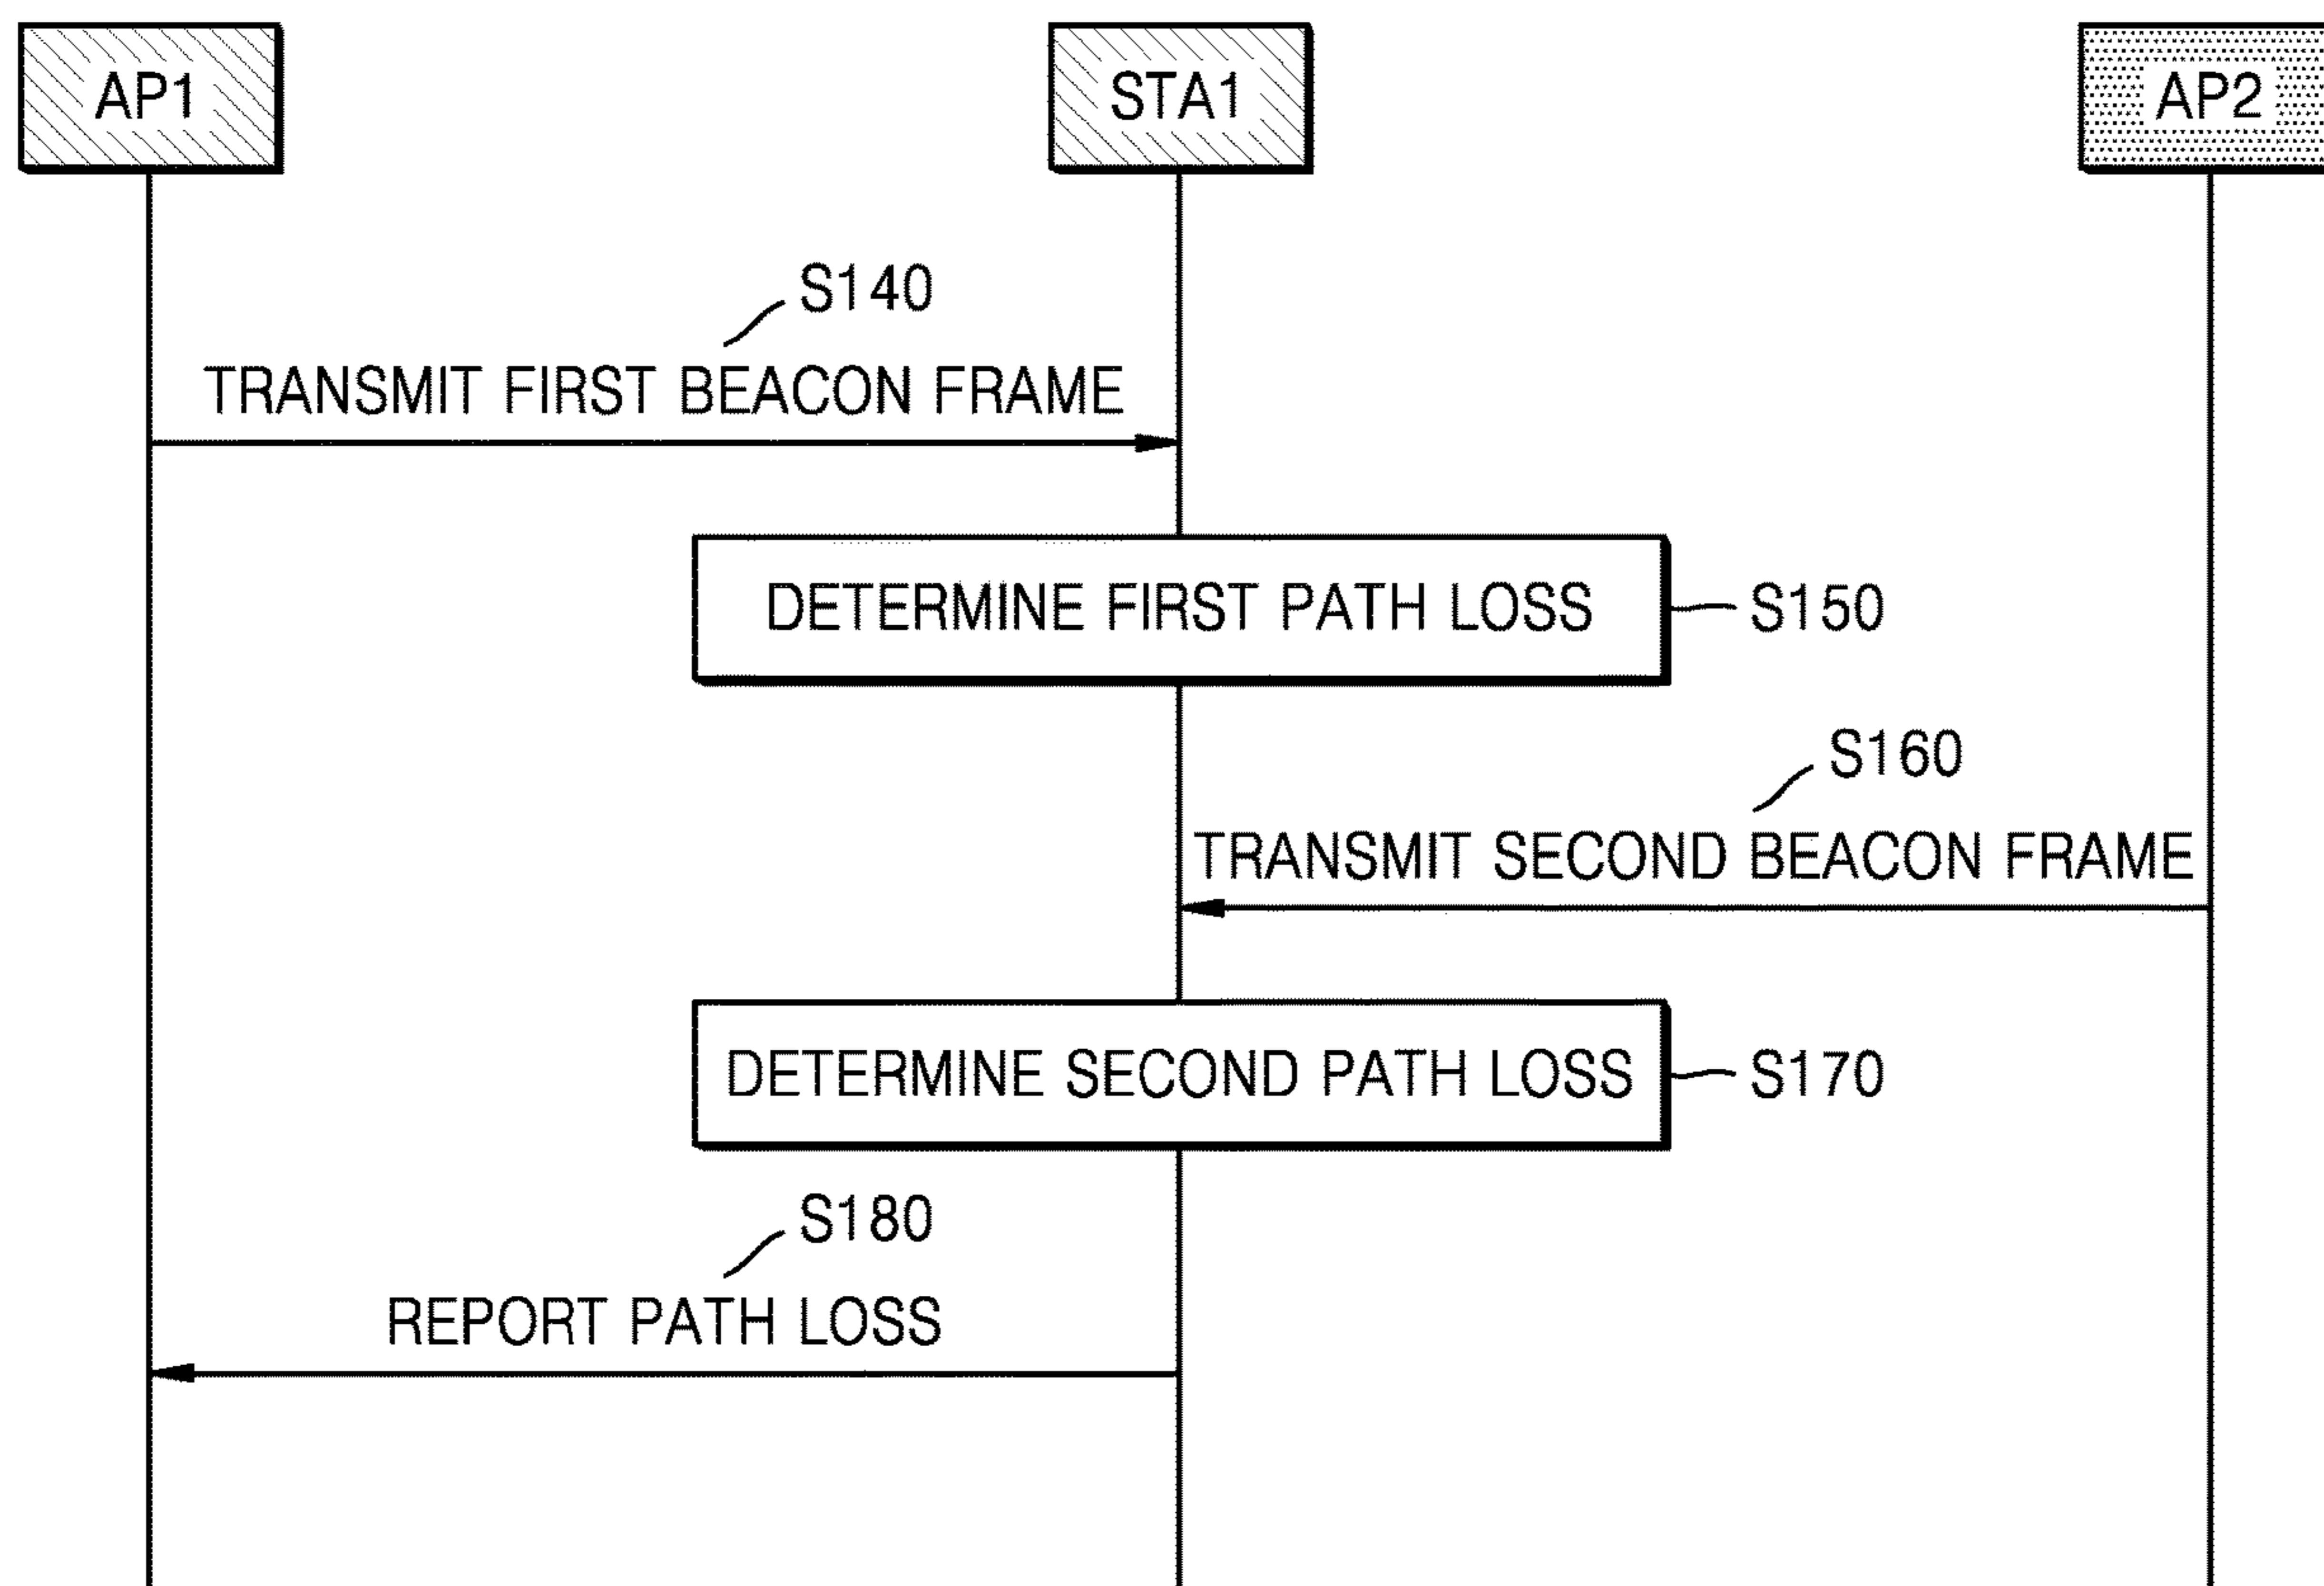 AP1
STA1
AP2
S140
TRANSMIT FIRST BEACON FRAME
DETERMINE FIRST PATH LOSS
S150
S160
TRANSMIT SECOND BEACON FRAME
DETERMINE SECOND PATH LOSS
S170
S180
REPORT PATH LOSS